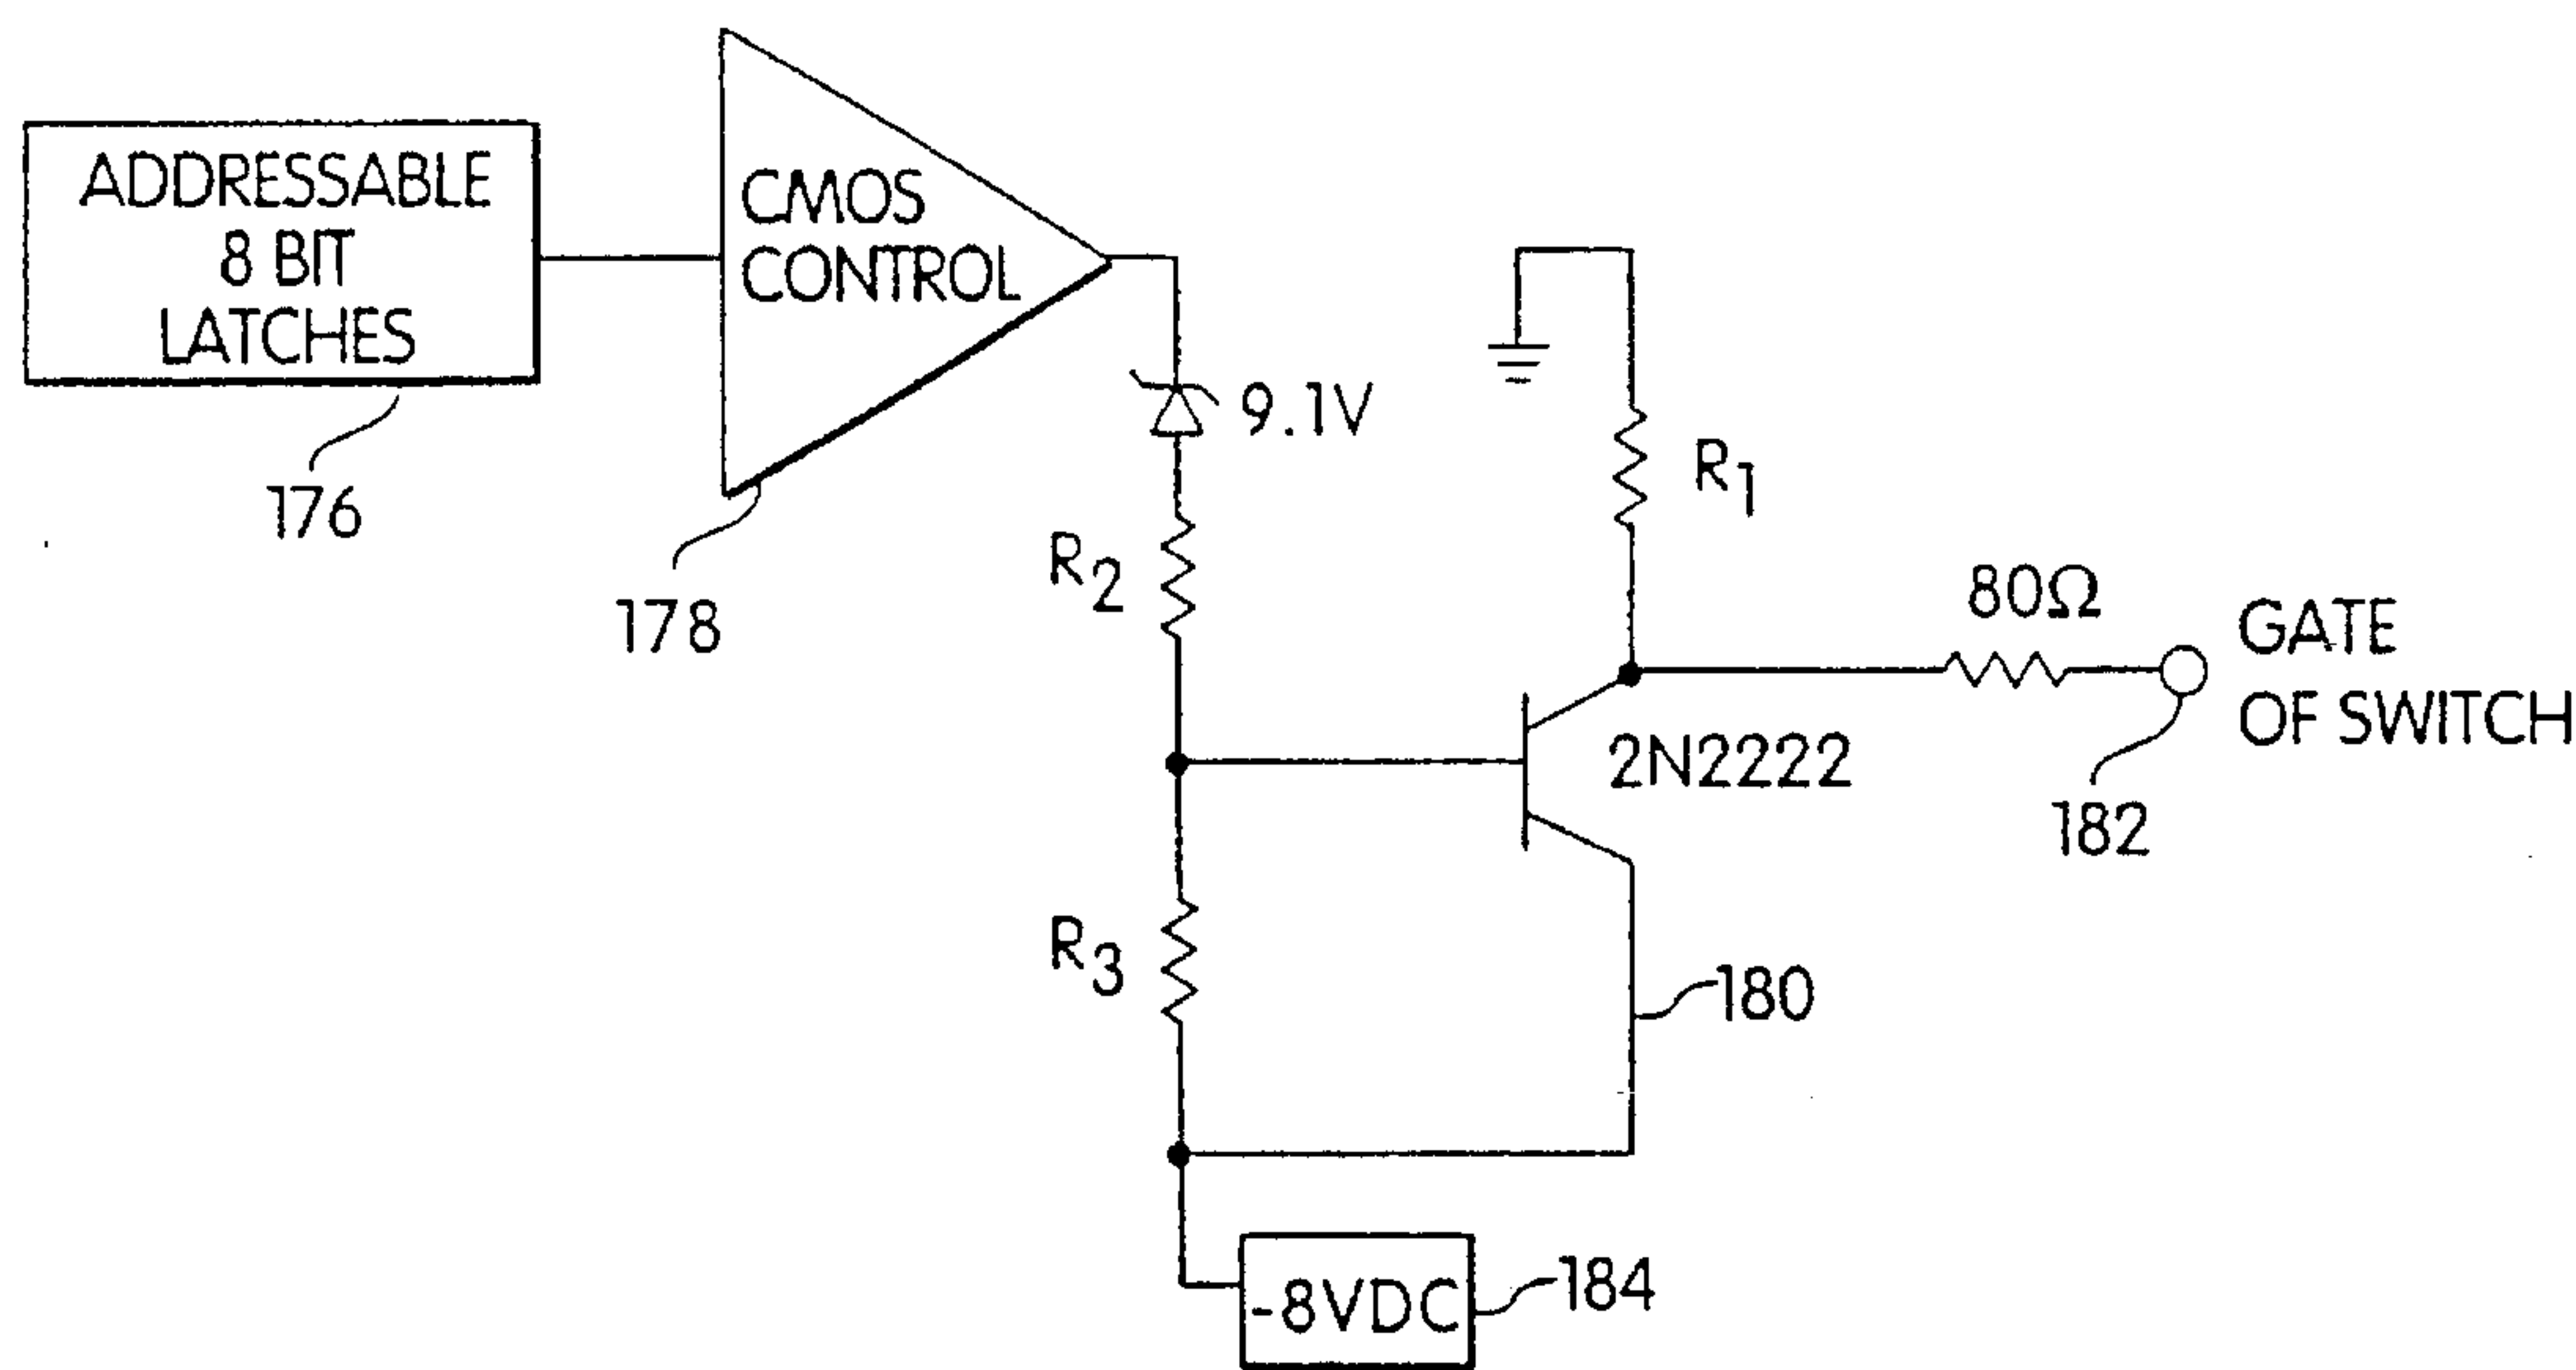 ADDRESSABLE
8 BIT
LATCHES
176
CMOS
CONTROL
178
9.1V
R2
R3
R1
80Ω
GATE
OF SWITCH
182
2N2222
180
-8VDC
184